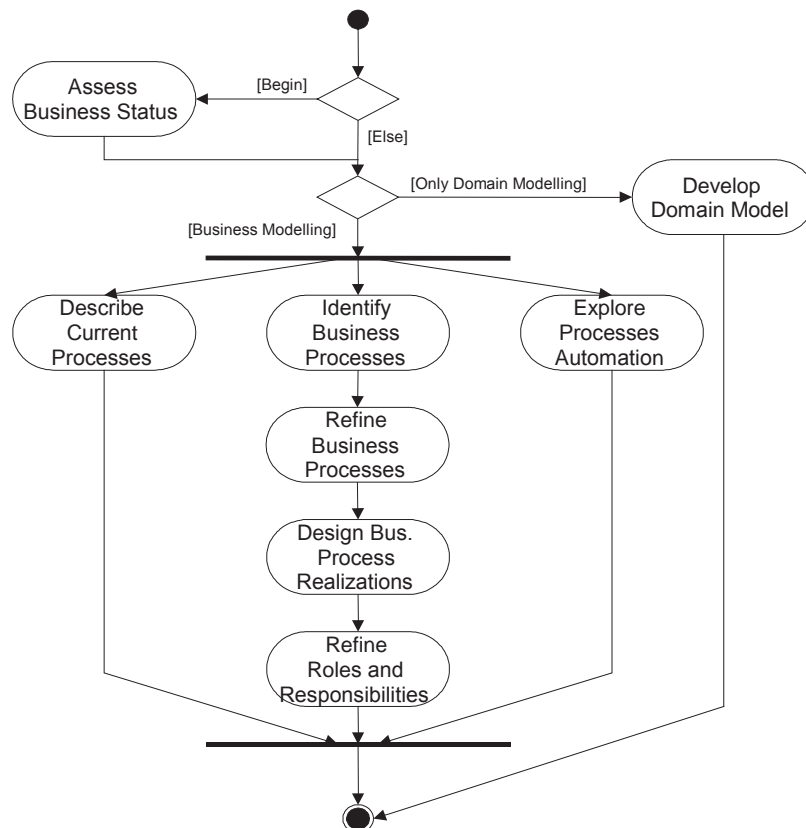 [Begin]
Assess
Business Status
[Else]
[Only Domain Modelling]
Develop
Domain Model
[Business Modelling]
Describe
Current
Processes
Identify
Business
Processes
Explore
Processes
Automation
Refine
Business
Processes
Design Bus.
Process
Realizations
Refine
Roles and
Responsibilities